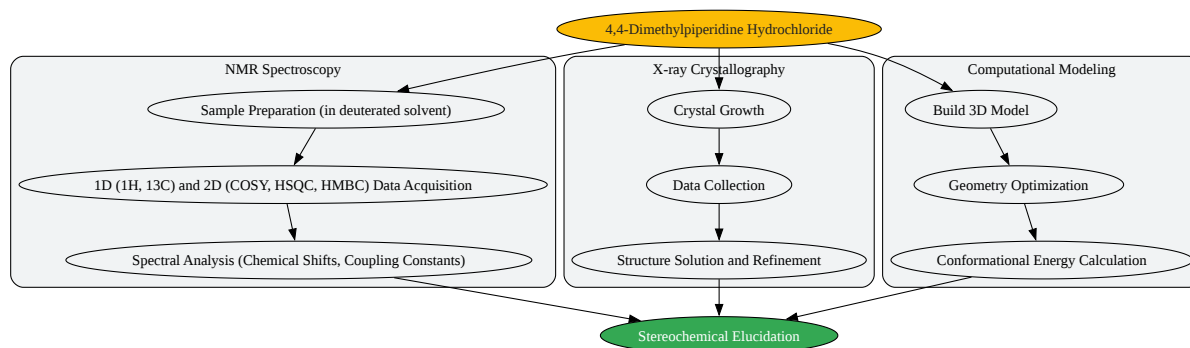 4,4-Dimethylpiperidine Hydrochloride
NMR Spectroscopy
Sample Preparation (in deuterated solvent)
1D (1H, 13C) and 2D (COSY, HSQC, HMBC) Data Acquisition
Spectral Analysis (Chemical Shifts, Coupling Constants)
X-ray Crystallography
Crystal Growth
Data Collection
Structure Solution and Refinement
Computational Modeling
Build 3D Model
Geometry Optimization
Conformational Energy Calculation
Stereochemical Elucidation